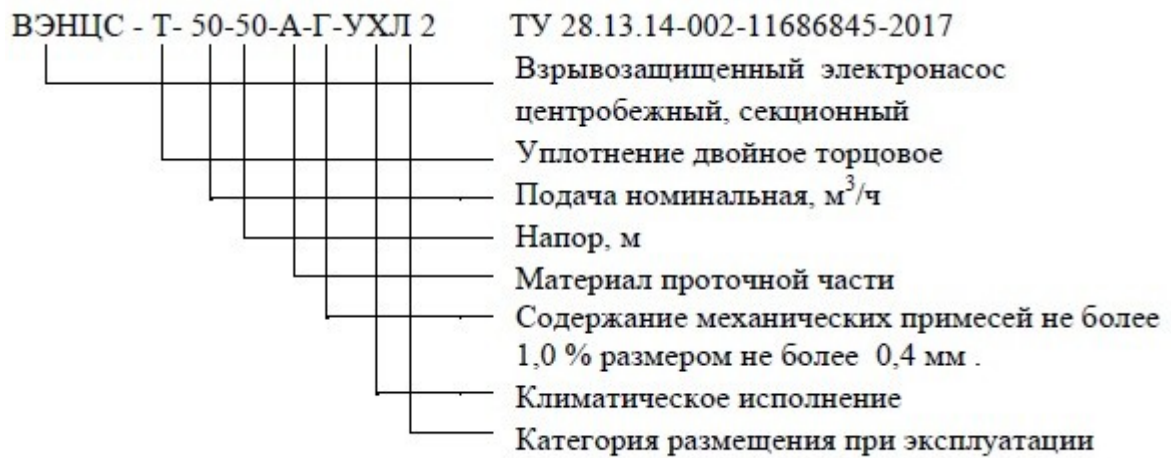 ВЭНЦС - Т- 50-50-А-Г-УХЛ 2 ТУ 28.13.14-002-11686845-2017
Взрывозащищенный электронасос
центробежный, секционный
Уплотнение двойное торцовое
Подача номинальная, м³/ч
Напор, м
Материал проточной части
Содержание механических примесей не более
1,0 % размером не более 0,4 мм .
Климатическое исполнение
Категория размещения при эксплуатации